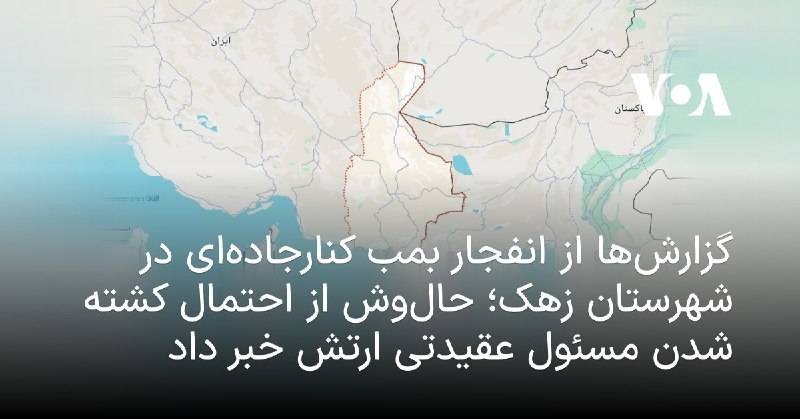 ایران
VOA
پاکستان
گزارش‌ها از انفجار بمب کنارجاده‌ای در
شهرستان زهک؛ حال‌وش از احتمال کشته
شدن مسئول عقیدتی ارتش خبر داد